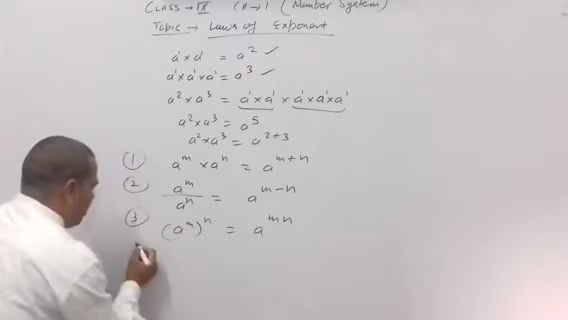 Class → IX CH → 1 (Number System)
Topic → Laws of Exponent
a¹ × a¹ = a² ✓
a¹ × a¹ × a¹ = a³ ✓
a² × a³ = a¹ × a¹ × a¹ × a¹ × a¹
a² × a³ = a⁵
a² × a³ = a²⁺³
① aᵐ × aⁿ = aᵐ⁺ⁿ
② aᵐ / aⁿ = aᵐ⁻ⁿ
③ (aᵐ)ⁿ = aᵐⁿ